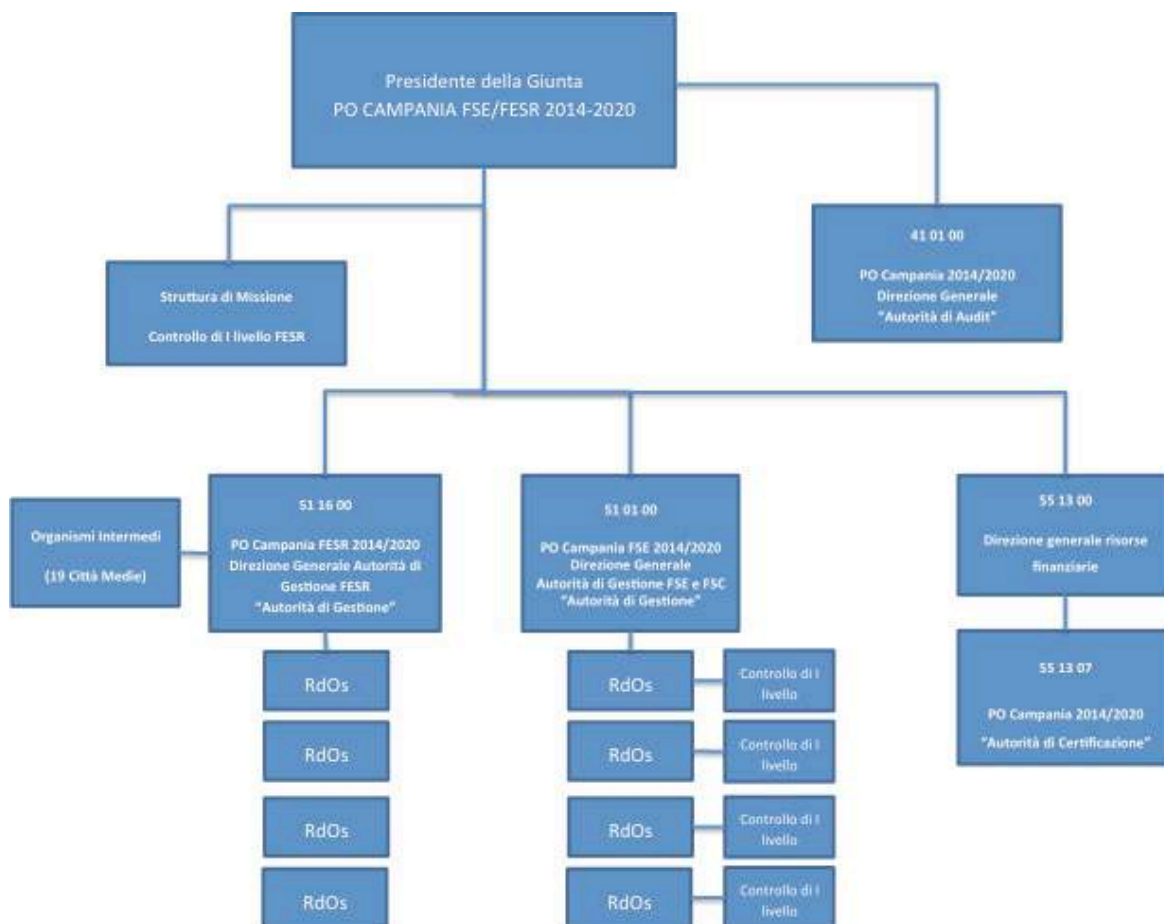 Presidente della Giunta
PO CAMPANIA FSE/FESR 2014-2020
41 01 00
PO Campania 2014/2020
Direzione Generale
"Autorità di Audit"
Struttura di Missione
Controllo di I livello FESR
Organismi Intermedi
(19 Città Medie)
51 16 00
PO Campania FESR 2014/2020
Direzione Generale Autorità di
Gestione FESR
"Autorità di Gestione"
51 01 00
PO Campania FSE 2014/2020
Direzione Generale
Autorità di Gestione FSE e FSC
"Autorità di Gestione"
55 13 00
Direzione generale risorse
finanziarie
55 13 07
PO Campania 2014/2020
"Autorità di Certificazione"
RdOs
RdOs
Controllo di I
livello
RdOs
RdOs
Controllo di I
livello
RdOs
RdOs
Controllo di I
livello
RdOs
RdOs
Controllo di I
livello